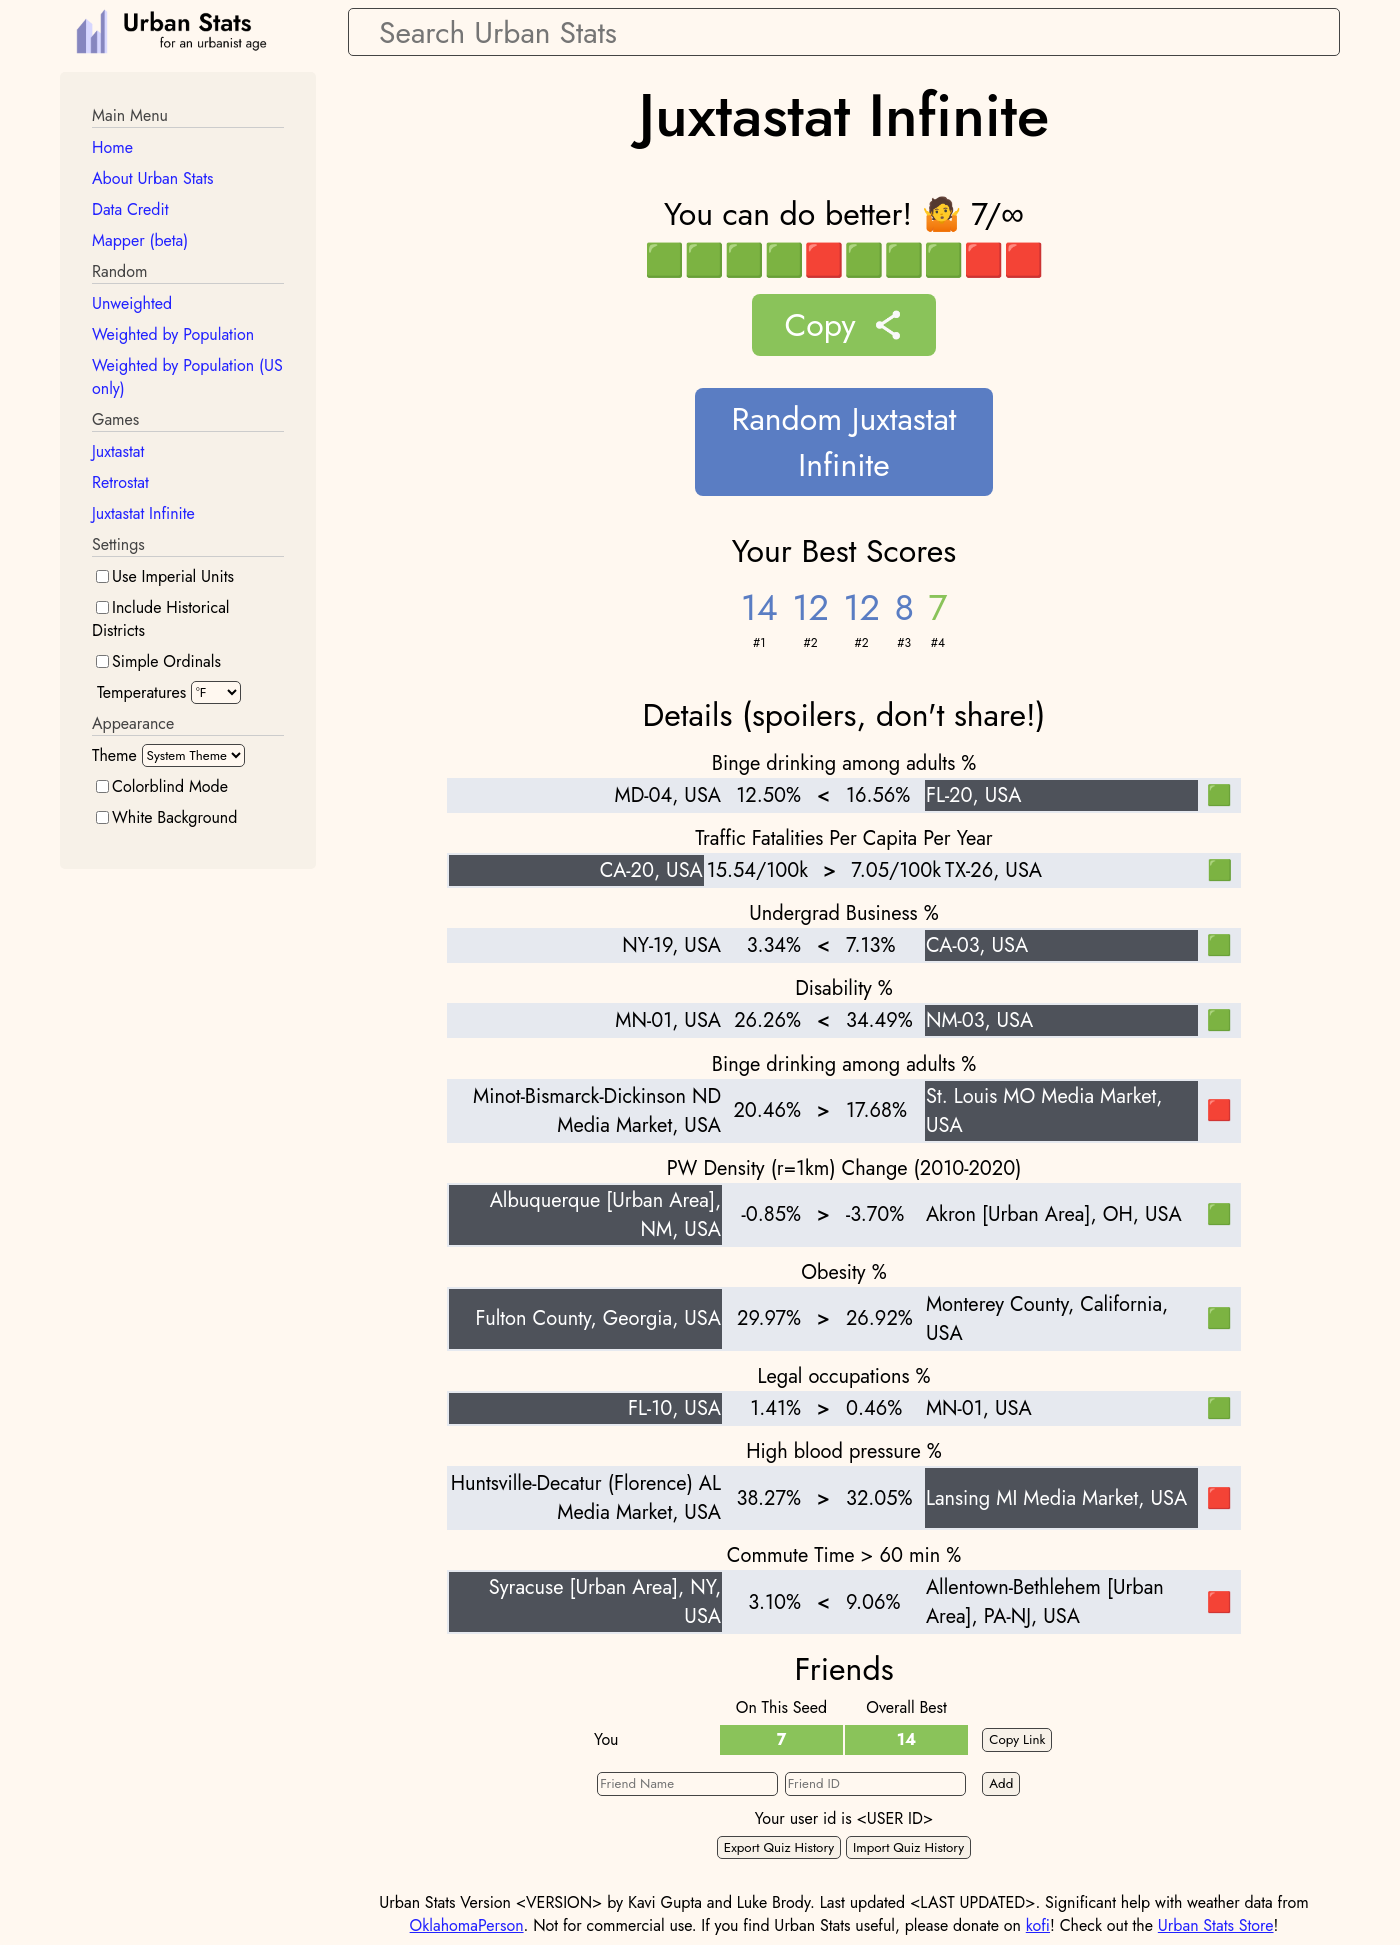 Urban Stats
for an urbanist age
Search Urban Stats
Main Menu
Home
About Urban Stats
Data Credit
Mapper (beta)
Random
Unweighted
Weighted by Population
Weighted by Population (US
only)
Games
Juxtastat
Retrostat
Juxtastat Infinite
Settings
Use Imperial Units
Include Historical
Districts
Simple Ordinals
Temperatures °F
Appearance
Theme System Theme
Colorblind Mode
White Background
Juxtastat Infinite
You can do better! 🤷 7/∞
🟩🟩🟩🟩🟥🟩🟩🟩🟥🟥
Copy
Random Juxtastat
Infinite
Your Best Scores
14 12 12 8 7
#1 #2 #2 #3 #4
Details (spoilers, don't share!)
Binge drinking among adults %
MD-04, USA 12.50% < 16.56% FL-20, USA 🟩
Traffic Fatalities Per Capita Per Year
CA-20, USA 15.54/100k > 7.05/100k TX-26, USA 🟩
Undergrad Business %
NY-19, USA 3.34% < 7.13% CA-03, USA 🟩
Disability %
MN-01, USA 26.26% < 34.49% NM-03, USA 🟩
Binge drinking among adults %
Minot-Bismarck-Dickinson ND
Media Market, USA
20.46% > 17.68%
St. Louis MO Media Market,
USA
🟥
PW Density (r=1km) Change (2010-2020)
Albuquerque [Urban Area],
NM, USA
-0.85% > -3.70% Akron [Urban Area], OH, USA 🟩
Obesity %
Fulton County, Georgia, USA 29.97% > 26.92%
Monterey County, California,
USA
🟩
Legal occupations %
FL-10, USA 1.41% > 0.46% MN-01, USA 🟩
High blood pressure %
Huntsville-Decatur (Florence) AL
Media Market, USA
38.27% > 32.05% Lansing MI Media Market, USA 🟥
Commute Time > 60 min %
Syracuse [Urban Area], NY,
USA
3.10% < 9.06%
Allentown-Bethlehem [Urban
Area], PA-NJ, USA
🟥
Friends
On This Seed Overall Best
You 7 14 Copy Link
Friend Name Friend ID Add
Your user id is <USER ID>
Export Quiz History Import Quiz History
Urban Stats Version <VERSION> by Kavi Gupta and Luke Brody. Last updated <LAST UPDATED>. Significant help with weather data from
OklahomaPerson. Not for commercial use. If you find Urban Stats useful, please donate on kofi! Check out the Urban Stats Store!